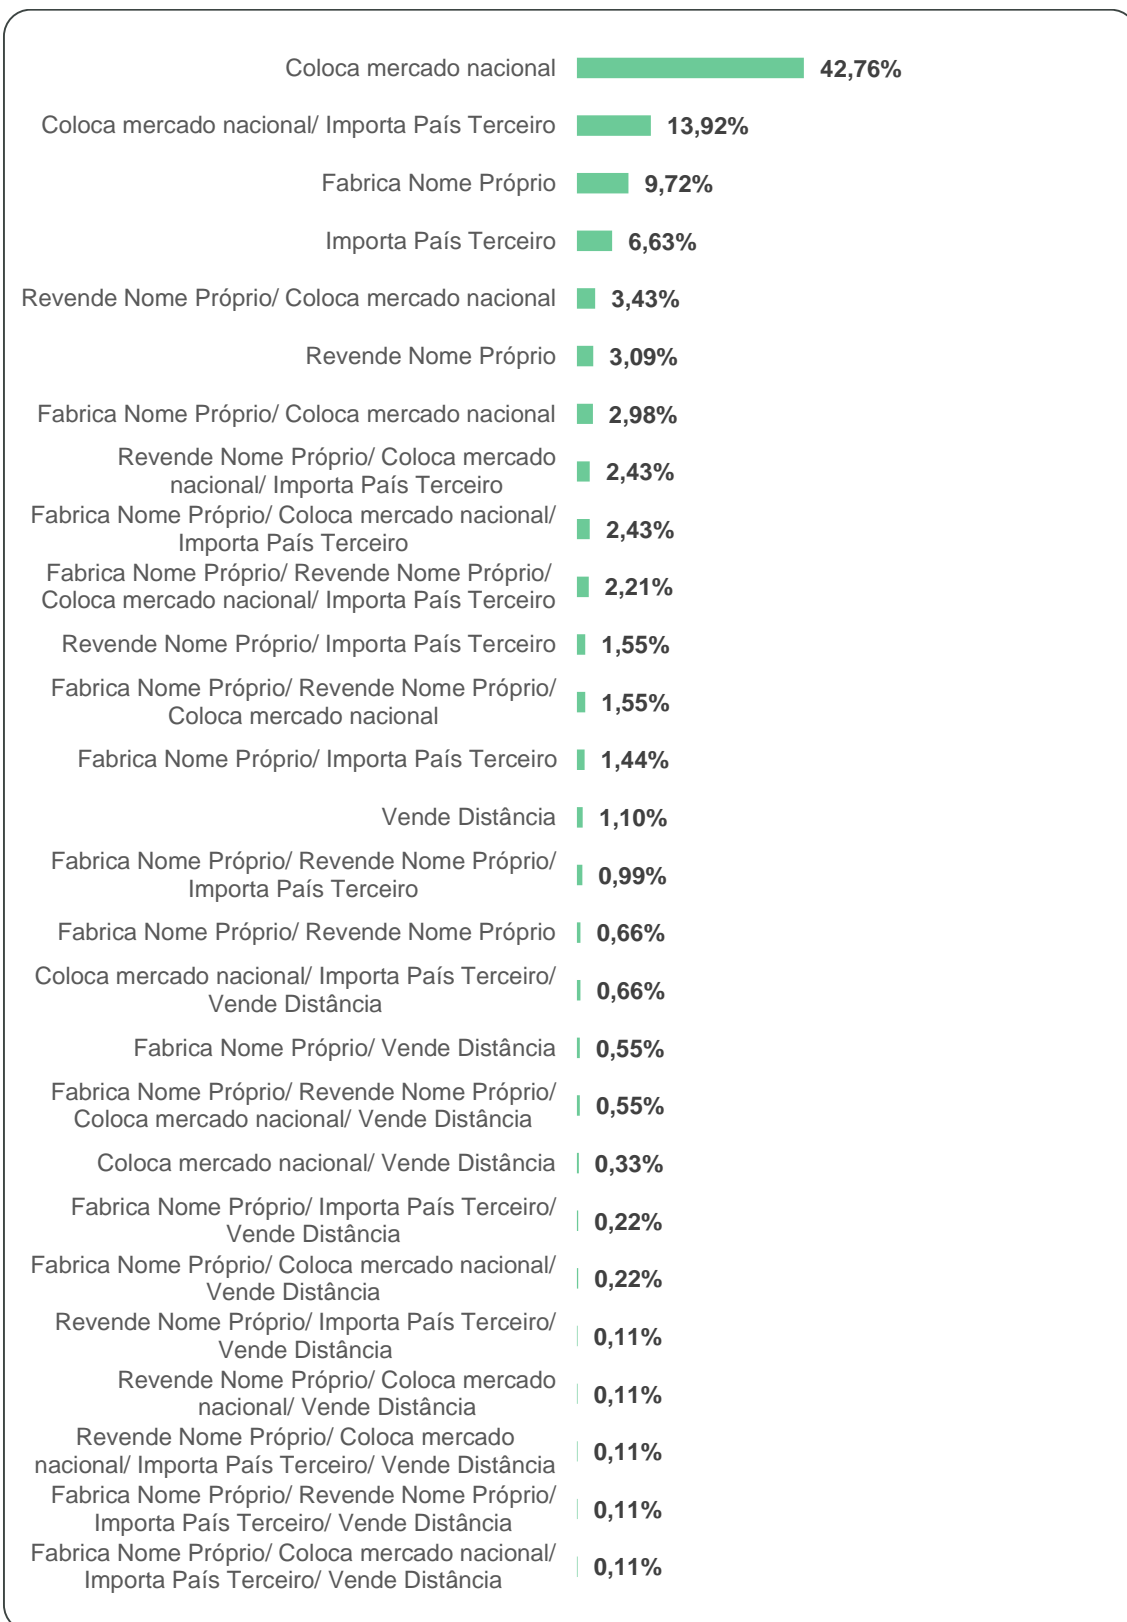 Coloca mercado nacional 42,76%
Coloca mercado nacional/ Importa País Terceiro 13,92%
Fabrica Nome Próprio 9,72%
Importa País Terceiro 6,63%
Revende Nome Próprio/ Coloca mercado nacional 3,43%
Revende Nome Próprio 3,09%
Fabrica Nome Próprio/ Coloca mercado nacional 2,98%
Revende Nome Próprio/ Coloca mercado
nacional/ Importa País Terceiro 2,43%
Fabrica Nome Próprio/ Coloca mercado nacional/
Importa País Terceiro 2,43%
Fabrica Nome Próprio/ Revende Nome Próprio/
Coloca mercado nacional/ Importa País Terceiro 2,21%
Revende Nome Próprio/ Importa País Terceiro 1,55%
Fabrica Nome Próprio/ Revende Nome Próprio/
Coloca mercado nacional 1,55%
Fabrica Nome Próprio/ Importa País Terceiro 1,44%
Vende Distância 1,10%
Fabrica Nome Próprio/ Revende Nome Próprio/
Importa País Terceiro 0,99%
Fabrica Nome Próprio/ Revende Nome Próprio 0,66%
Coloca mercado nacional/ Importa País Terceiro/
Vende Distância 0,66%
Fabrica Nome Próprio/ Vende Distância 0,55%
Fabrica Nome Próprio/ Revende Nome Próprio/
Coloca mercado nacional/ Vende Distância 0,55%
Coloca mercado nacional/ Vende Distância 0,33%
Fabrica Nome Próprio/ Importa País Terceiro/
Vende Distância 0,22%
Fabrica Nome Próprio/ Coloca mercado nacional/
Vende Distância 0,22%
Revende Nome Próprio/ Importa País Terceiro/
Vende Distância 0,11%
Revende Nome Próprio/ Coloca mercado
nacional/ Vende Distância 0,11%
Revende Nome Próprio/ Coloca mercado
nacional/ Importa País Terceiro/ Vende Distância 0,11%
Fabrica Nome Próprio/ Revende Nome Próprio/
Importa País Terceiro/ Vende Distância 0,11%
Fabrica Nome Próprio/ Coloca mercado nacional/
Importa País Terceiro/ Vende Distância 0,11%